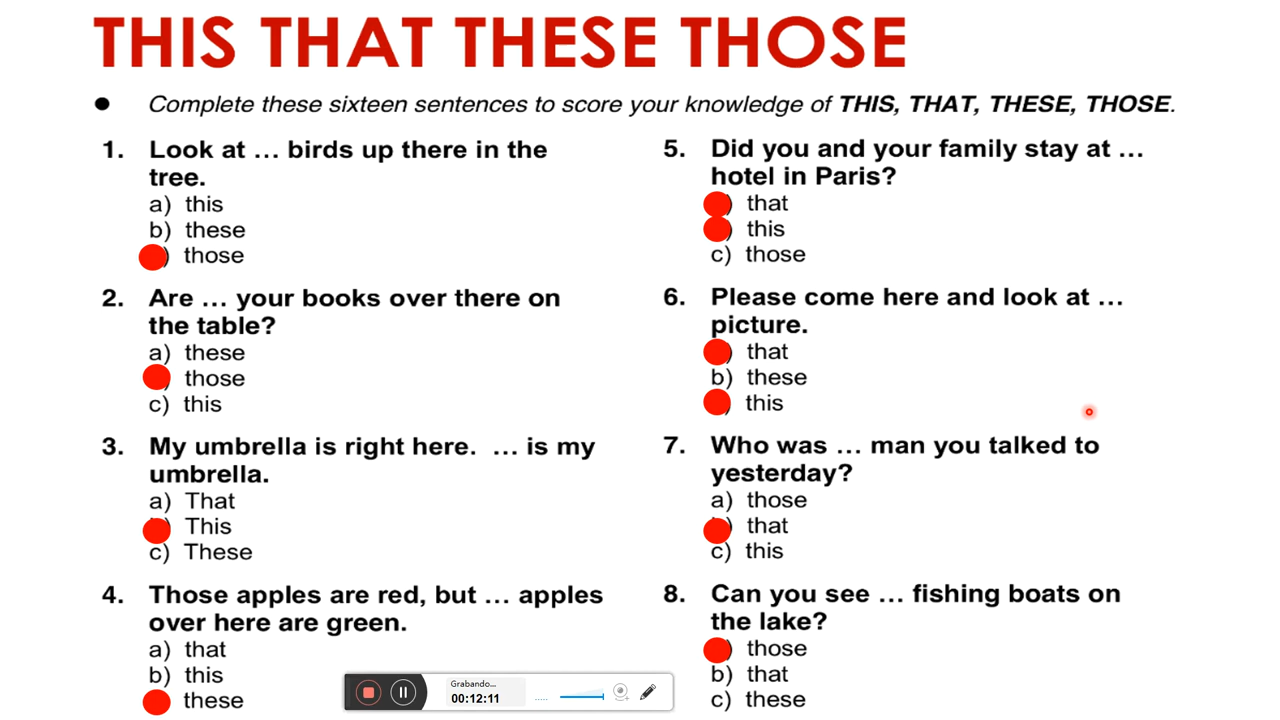 THIS THAT THESE THOSE
● Complete these sixteen sentences to score your knowledge of THIS, THAT, THESE, THOSE.
1. Look at ... birds up there in the
tree.
a) this
b) these
) those
2. Are ... your books over there on
the table?
a) these
) those
c) this
3. My umbrella is right here. ... is my
umbrella.
a) That
) This
c) These
4. Those apples are red, but ... apples
over here are green.
a) that
b) this
these
5. Did you and your family stay at ...
hotel in Paris?
) that
) this
c) those
6. Please come here and look at ...
picture.
) that
b) these
) this
7. Who was ... man you talked to
yesterday?
a) those
) that
c) this
8. Can you see ... fishing boats on
the lake?
) those
b) that
c) these
Grabando...
00:12:11